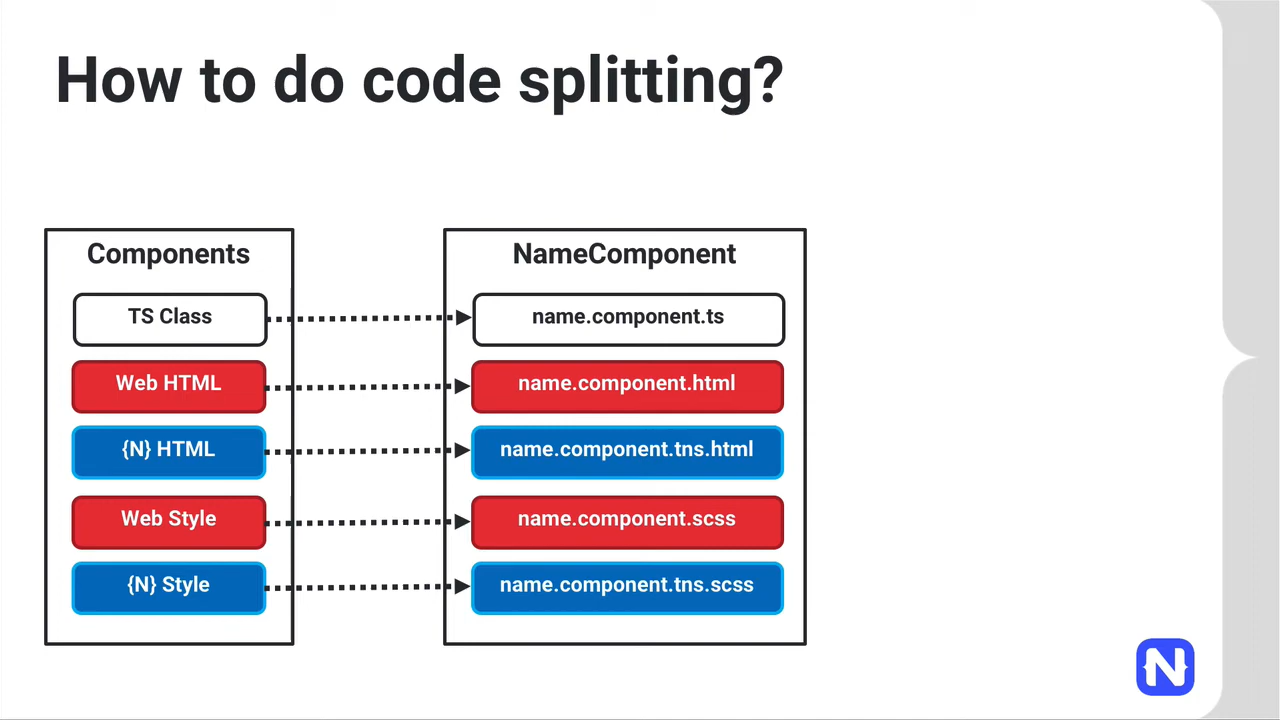 How to do code splitting?
Components
TS Class
Web HTML
{N} HTML
Web Style
{N} Style
NameComponent
name.component.ts
name.component.html
name.component.tns.html
name.component.scss
name.component.tns.scss
N